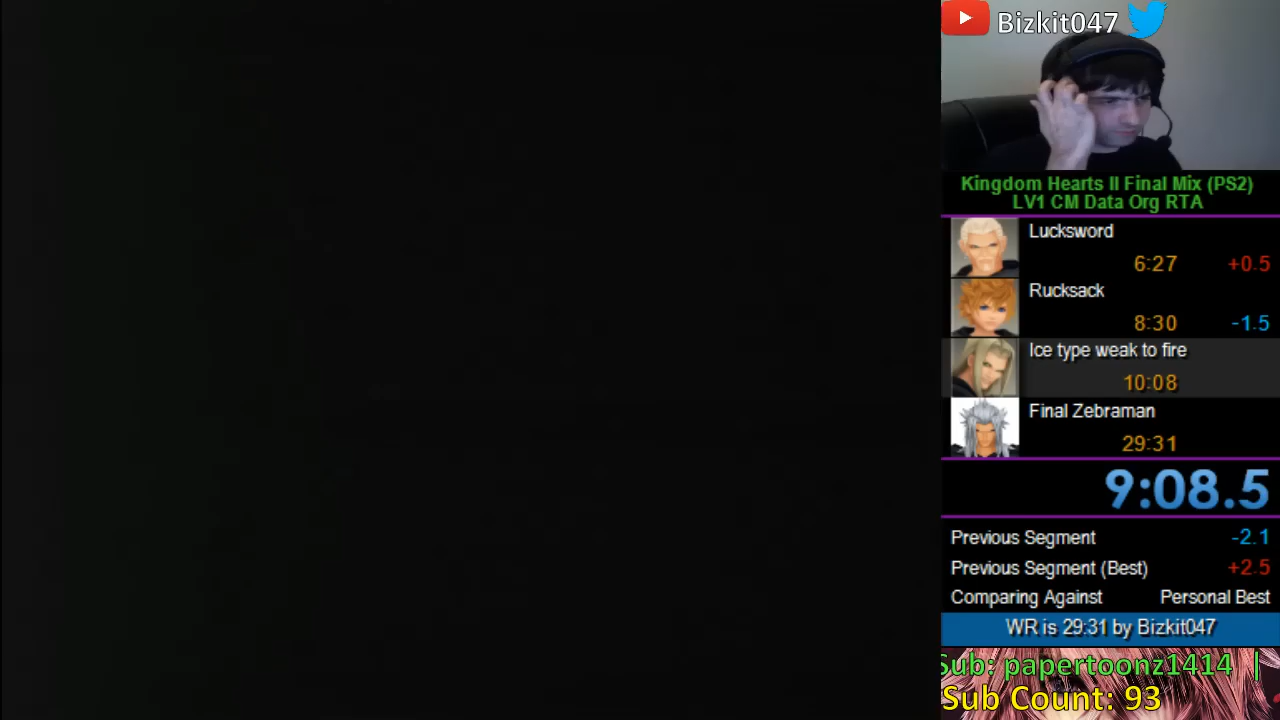 Bizkit047
Kingdom Hearts II Final Mix (PS2)
LV1 CM Data Org RTA
Lucksword
6:27 +0.5
Rucksack
8:30 -1.5
Ice type weak to fire
10:08
Final Zebraman
29:31
9:08.5
Previous Segment -2.1
Previous Segment (Best) +2.5
Comparing Against Personal Best
WR is 29:31 by Bizkit047
Sub: papertoonz1414 |
Sub Count: 93